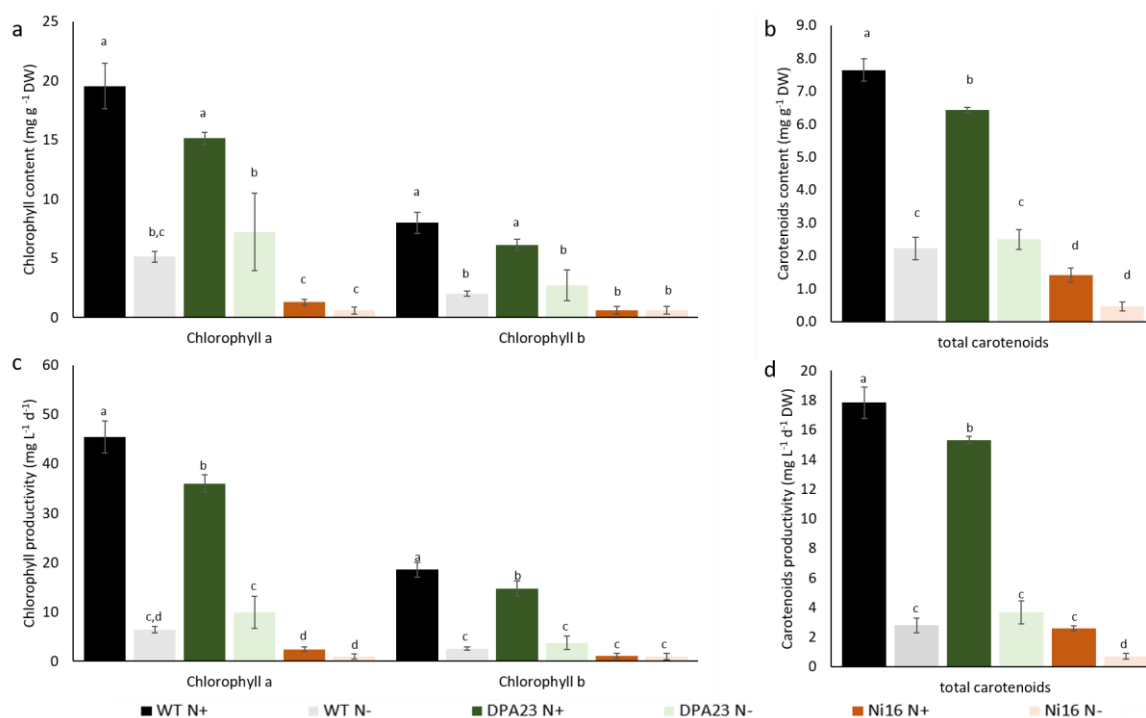 a
Chlorophyll content (mg g ⁻¹ DW)
25
20
15
10
5
0
a
b,c
a
b
c
c
a
b
a
b
b
b
Chlorophyll a
Chlorophyll b
b
Carotenoids content (mg g⁻¹ DW)
9.0
8.0
7.0
6.0
5.0
4.0
3.0
2.0
1.0
0.0
a
c
b
c
d
d
total carotenoids
c
Chlorophyll productivity (mg L⁻¹ d⁻¹)
60
50
40
30
20
10
0
a
c,d
b
c
d
d
a
c
b
c
c
c
Chlorophyll a
Chlorophyll b
d
Carotenoids productivity (mg L⁻¹ d⁻¹ DW)
20
18
16
14
12
10
8
6
4
2
0
a
c
b
c
c
d
total carotenoids
WT N+ WT N- DPA23 N+ DPA23 N- Ni16 N+ Ni16 N-